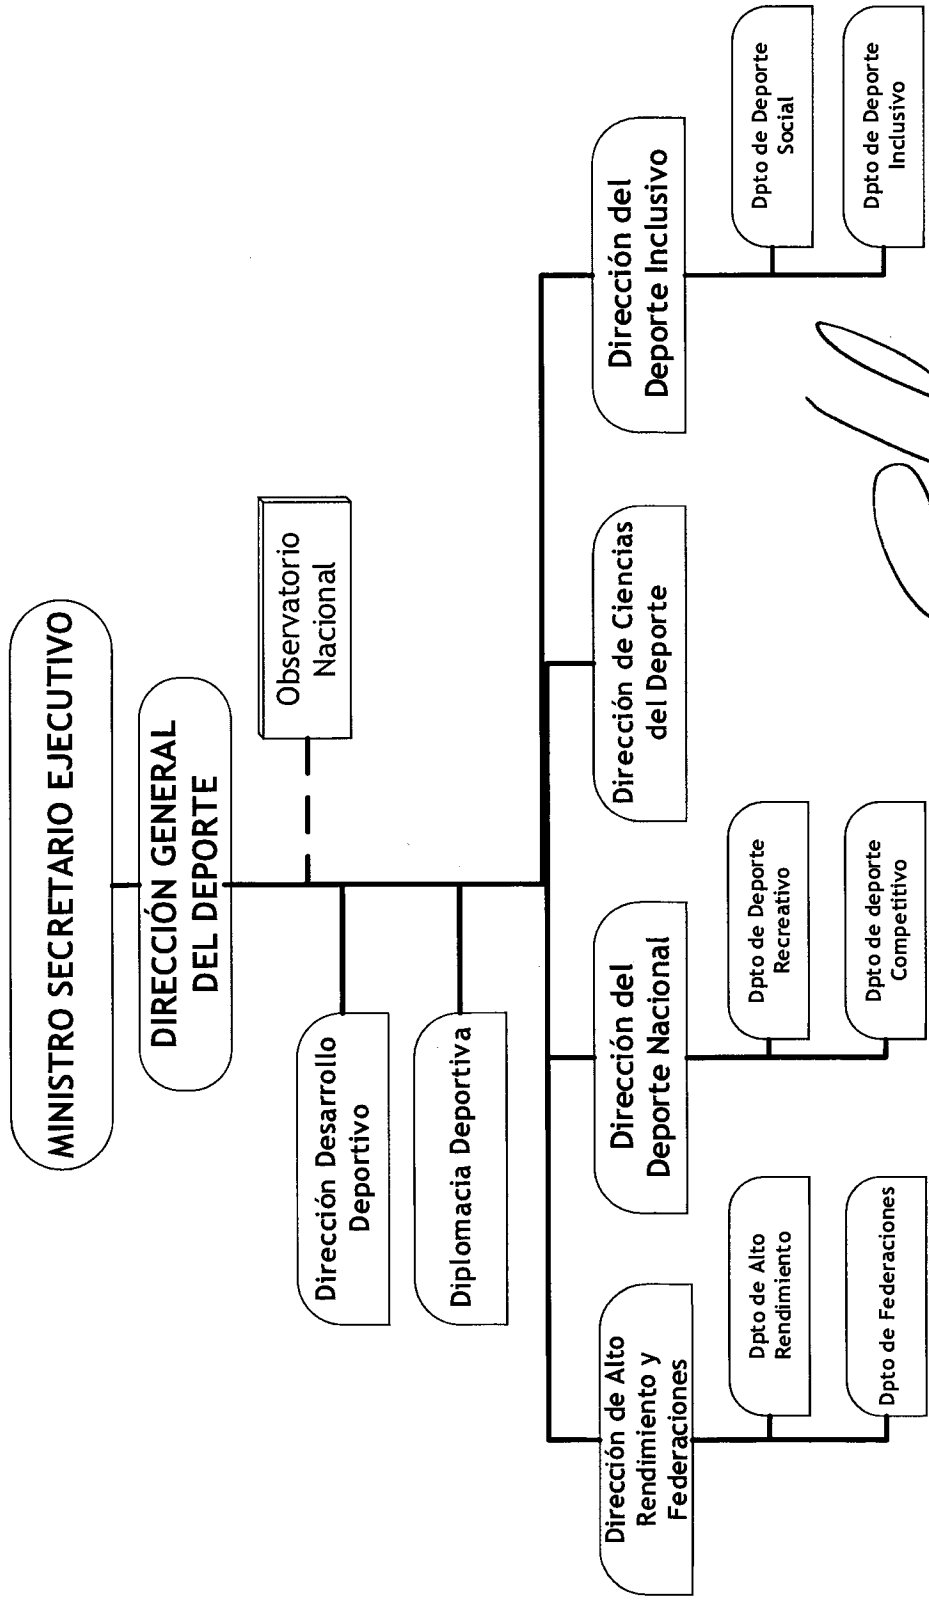 MINISTRO SECRETARIO EJECUTIVO
DIRECCIÓN GENERAL
DEL DEPORTE
Observatorio
Nacional
Dirección Desarrollo
Deportivo
Diplomacia Deportiva
Dirección de Alto
Rendimiento y
Federaciones
Dpto de Alto
Rendimiento
Dpto de Federaciones
Dirección del
Deporte Nacional
Dpto de Deporte
Recreativo
Dpto de deporte
Competitivo
Dirección de Ciencias
del Deporte
Dirección del
Deporte Inclusivo
Dpto de Deporte
Social
Dpto de Deporte
Inclusivo